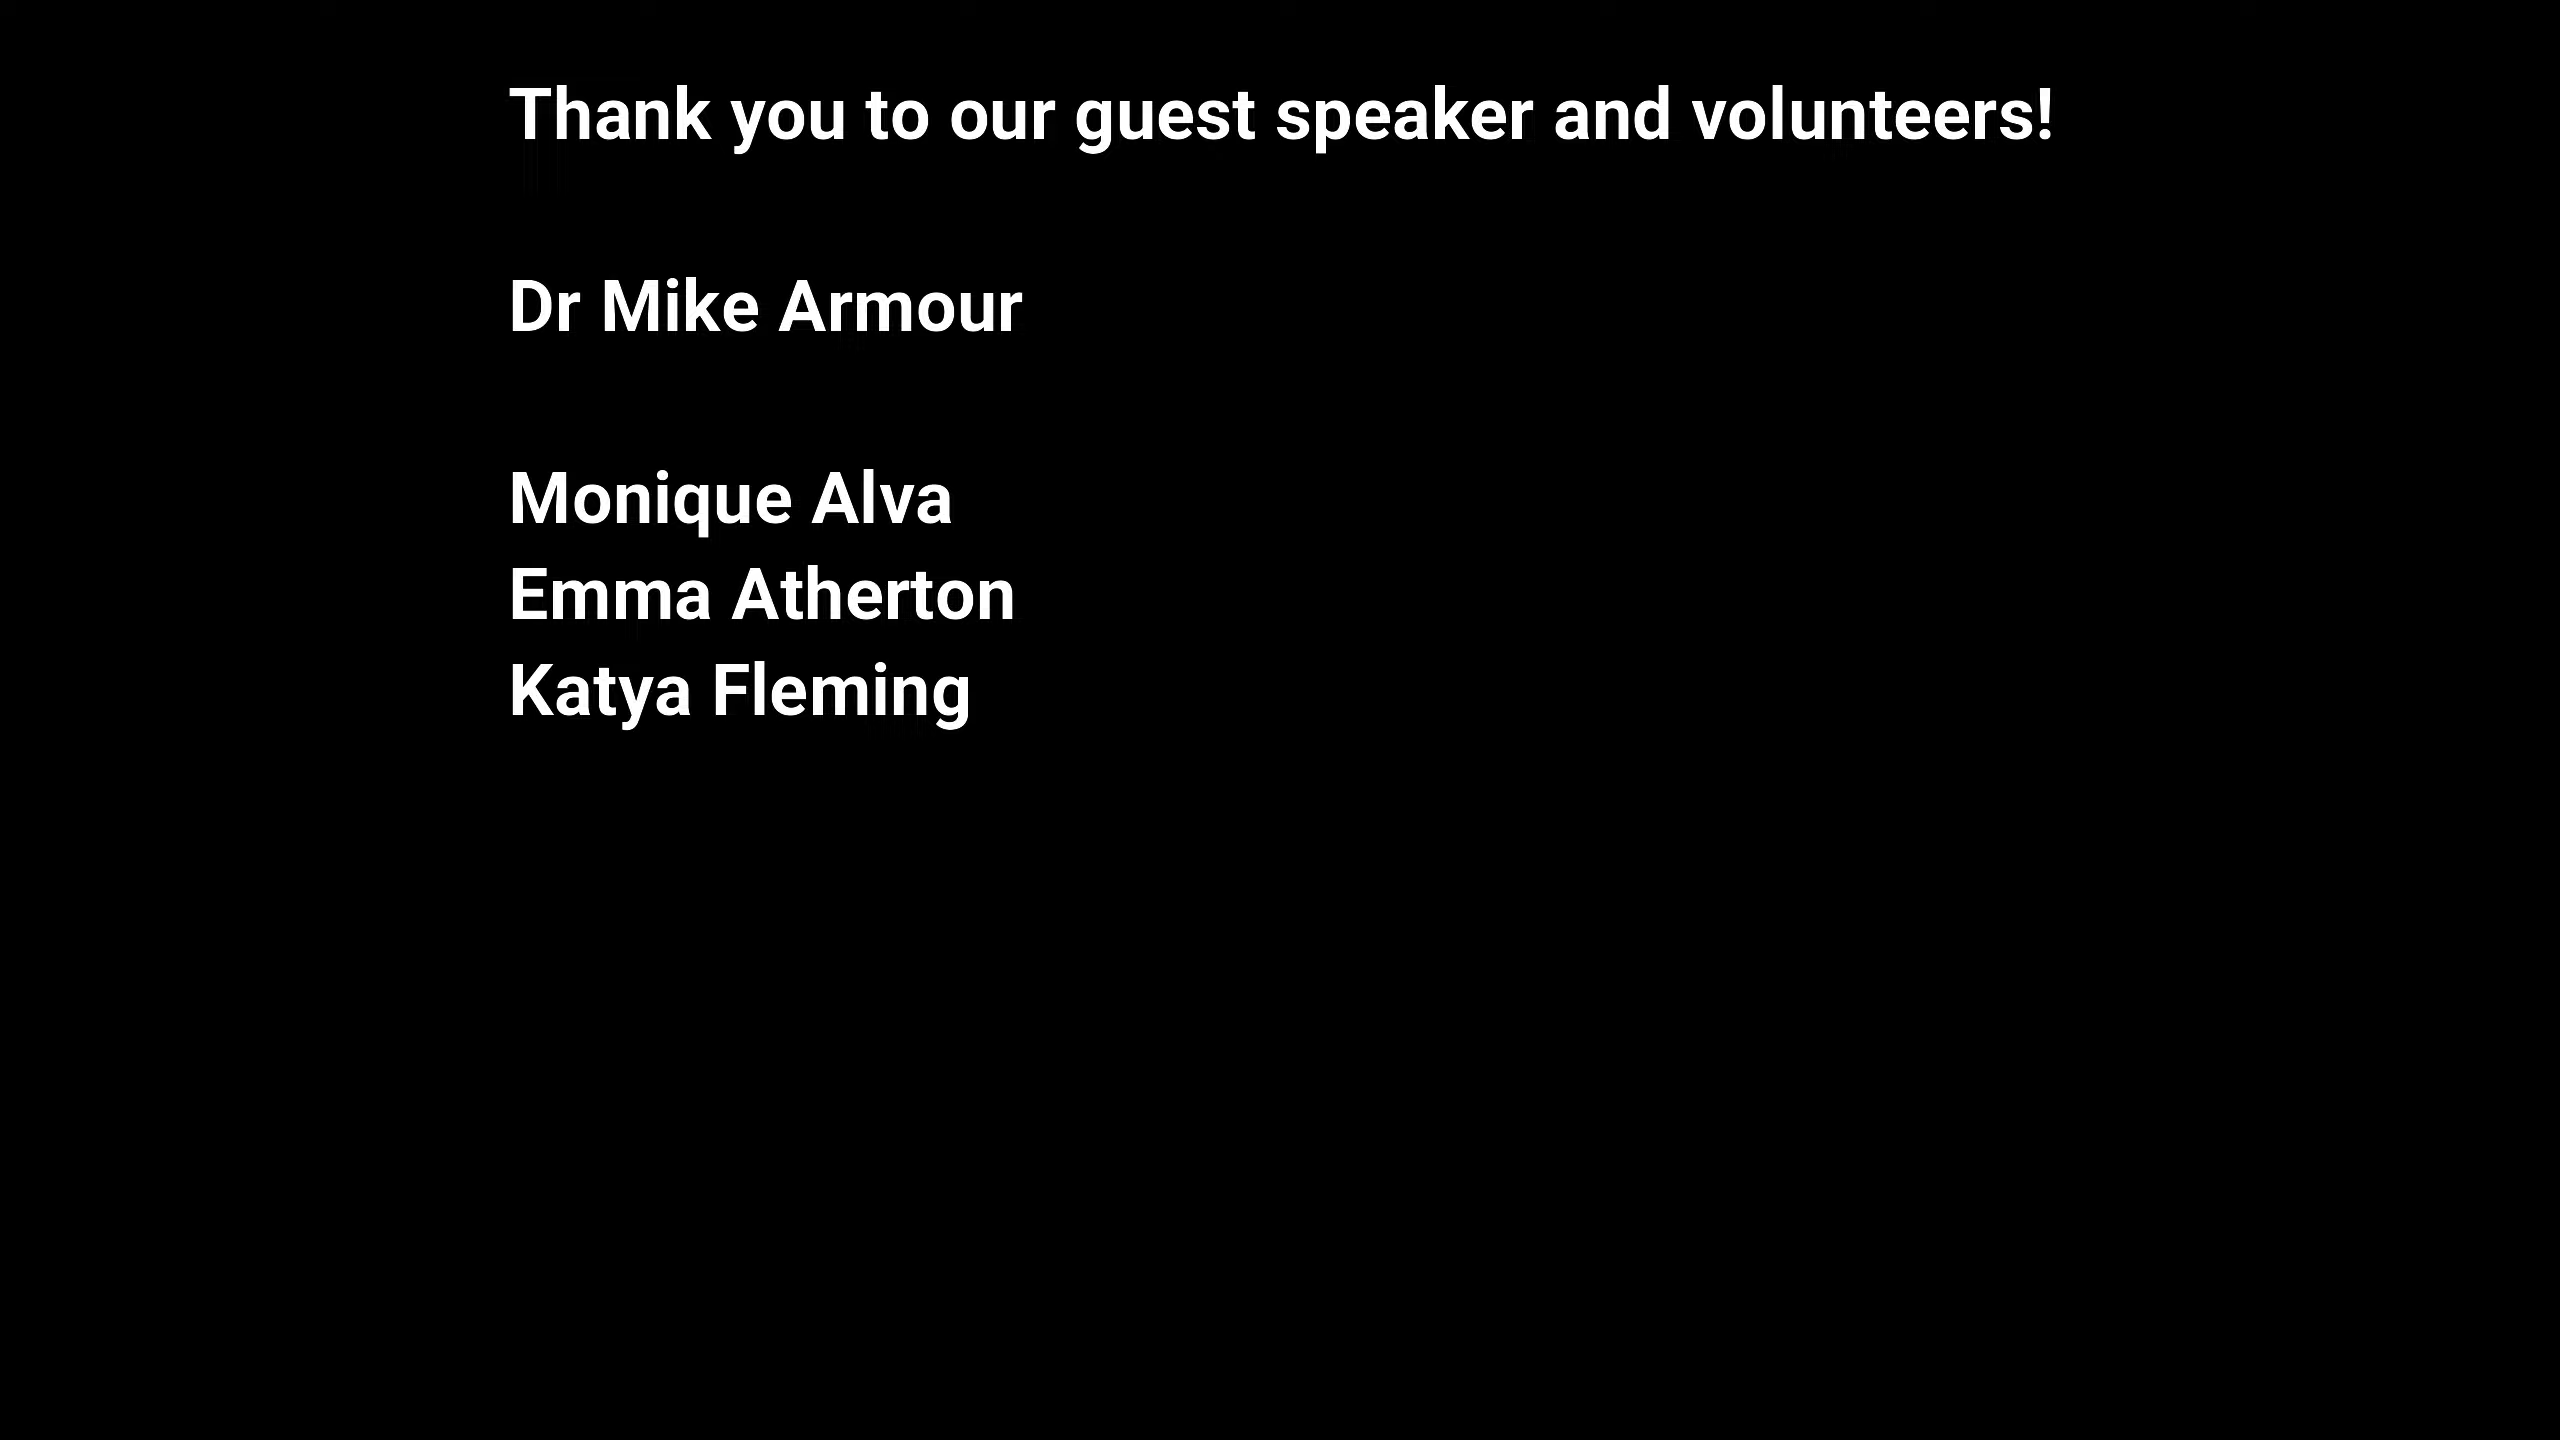 Thank you to our guest speaker and volunteers!
Dr Mike Armour
Monique Alva
Emma Atherton
Katya Fleming